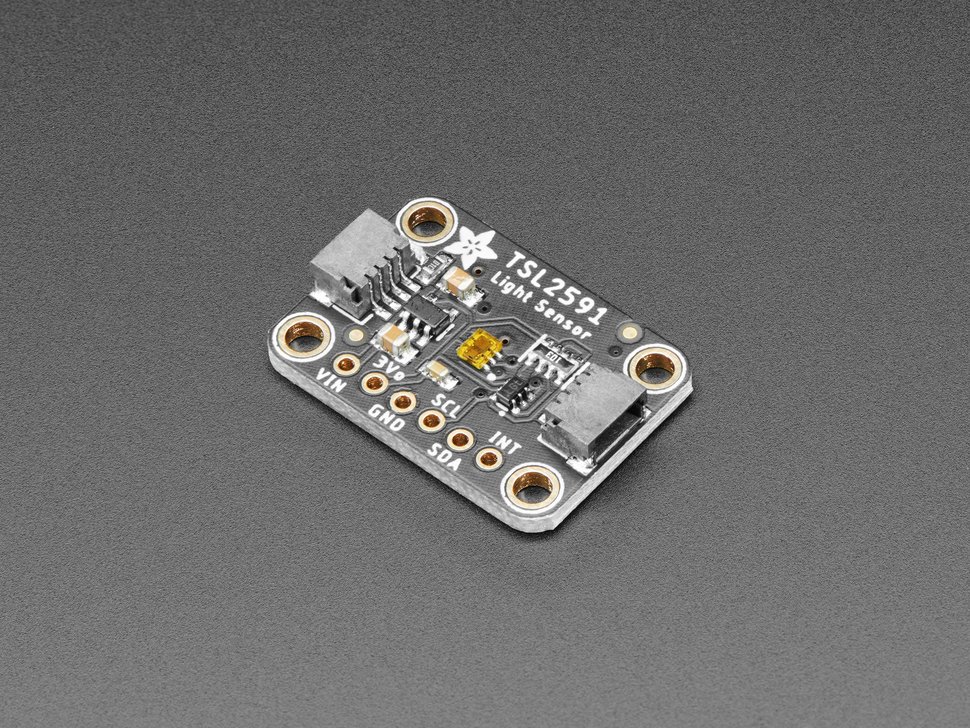 TSL2591
Light Sensor
VIN
3Vo
GND
SCL
SDA
INT